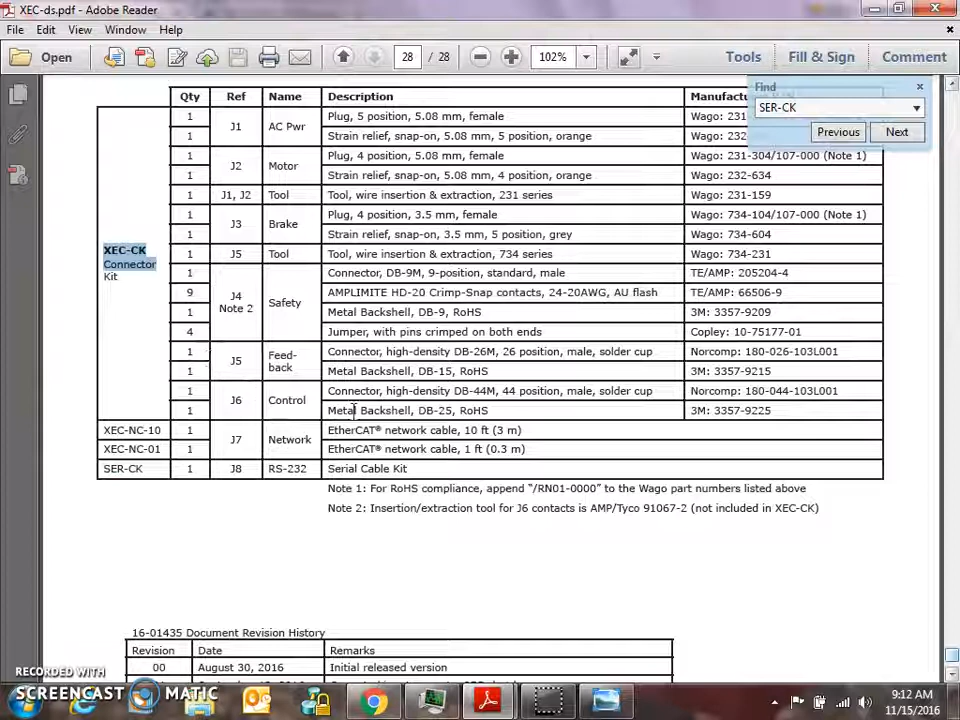 XEC-ds.pdf - Adobe Reader
File Edit View Window Help
Open 28 / 28 102% Tools Fill & Sign Comment
Find
SER-CK
Previous Next
Qty Ref Name Description
XEC-CK
Connector
Kit
1 J1 AC Pwr Plug, 5 position, 5.08 mm, female
1 Strain relief, snap-on, 5.08 mm, 5 position, orange
1 J2 Motor Plug, 4 position, 5.08 mm, female Wago: 231-304/107-000 (Note 1)
1 Strain relief, snap-on, 5.08 mm, 4 position, orange Wago: 232-634
1 J1, J2 Tool Tool, wire insertion & extraction, 231 series Wago: 231-159
1 J3 Brake Plug, 4 position, 3.5 mm, female Wago: 734-104/107-000 (Note 1)
1 Strain relief, snap-on, 3.5 mm, 5 position, grey Wago: 734-604
1 J5 Tool Tool, wire insertion & extraction, 734 series Wago: 734-231
1 J4 Note 2 Safety Connector, DB-9M, 9-position, standard, male TE/AMP: 205204-4
9 AMPLIMITE HD-20 Crimp-Snap contacts, 24-20AWG, AU flash TE/AMP: 66506-9
1 Metal Backshell, DB-9, RoHS 3M: 3357-9209
4 Jumper, with pins crimped on both ends Copley: 10-75177-01
1 J5 Feed-back Connector, high-density DB-26M, 26 position, male, solder cup Norcomp: 180-026-103L001
1 Metal Backshell, DB-15, RoHS 3M: 3357-9215
1 J6 Control Connector, high-density DB-44M, 44 position, male, solder cup Norcomp: 180-044-103L001
1 Metal Backshell, DB-25, RoHS 3M: 3357-9225
XEC-NC-10 1 J7 Network EtherCAT® network cable, 10 ft (3 m)
XEC-NC-01 1 EtherCAT® network cable, 1 ft (0.3 m)
SER-CK 1 J8 RS-232 Serial Cable Kit
Note 1: For RoHS compliance, append “/RN01-0000” to the Wago part numbers listed above
Note 2: Insertion/extraction tool for J6 contacts is AMP/Tyco 91067-2 (not included in XEC-CK)
16-01435 Document Revision History
Revision Date Remarks
00 August 30, 2016 Initial released version
RECORDED WITH
SCREENCAST MATIC
9:12 AM
11/15/2016